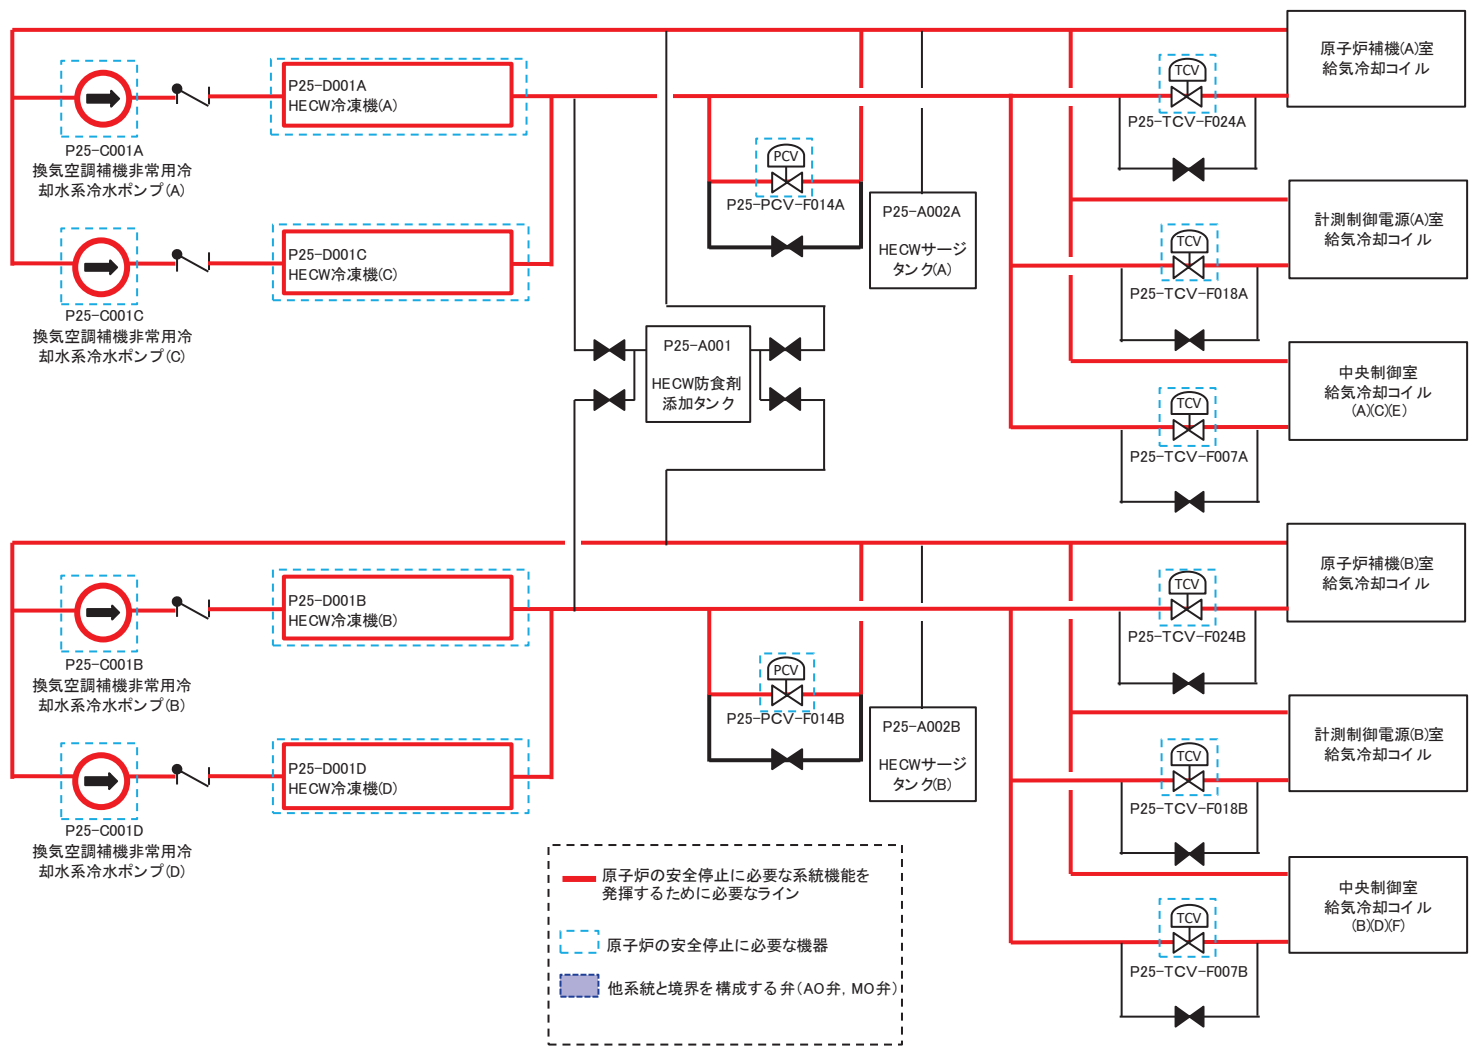 P25-C001A
換気空調補機非常用冷
却水系冷水ポンプ(A)
P25-D001A
HECW冷凍機(A)
P25-C001C
換気空調補機非常用冷
却水系冷水ポンプ(C)
P25-D001C
HECW冷凍機(C)
PCV
P25-PCV-F014A
P25-A002A
HECWサージ
タンク(A)
P25-A001
HECW防食剤
添加タンク
TCV
P25-TCV-F024A
原子炉補機(A)室
給気冷却コイル
TCV
P25-TCV-F018A
計測制御電源(A)室
給気冷却コイル
TCV
P25-TCV-F007A
中央制御室
給気冷却コイル
(A)(C)(E)
P25-C001B
換気空調補機非常用冷
却水系冷水ポンプ(B)
P25-D001B
HECW冷凍機(B)
P25-C001D
換気空調補機非常用冷
却水系冷水ポンプ(D)
P25-D001D
HECW冷凍機(D)
PCV
P25-PCV-F014B
P25-A002B
HECWサージ
タンク(B)
TCV
P25-TCV-F024B
原子炉補機(B)室
給気冷却コイル
TCV
P25-TCV-F018B
計測制御電源(B)室
給気冷却コイル
TCV
P25-TCV-F007B
中央制御室
給気冷却コイル
(B)(D)(F)
原子炉の安全停止に必要な系統機能を
発揮するために必要なライン
原子炉の安全停止に必要な機器
他系統と境界を構成する弁(AO弁, MO弁)